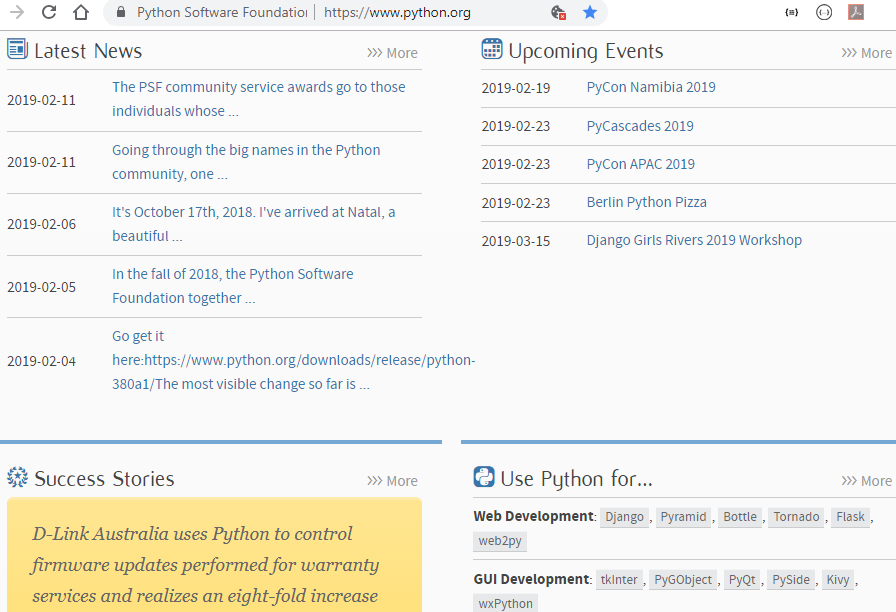 Python Software Foundation https://www.python.org
Latest News
>>> More
2019-02-11
The PSF community service awards go to those
individuals whose ...
2019-02-11
Going through the big names in the Python
community, one ...
2019-02-06
It's October 17th, 2018. I've arrived at Natal, a
beautiful ...
2019-02-05
In the fall of 2018, the Python Software
Foundation together ...
2019-02-04
Go get it
here:https://www.python.org/downloads/release/python-
380a1/The most visible change so far is ...
Upcoming Events
>>> More
2019-02-19 PyCon Namibia 2019
2019-02-23 PyCascades 2019
2019-02-23 PyCon APAC 2019
2019-02-23 Berlin Python Pizza
2019-03-15 Django Girls Rivers 2019 Workshop
Success Stories
>>> More
D-Link Australia uses Python to control
firmware updates performed for warranty
services and realizes an eight-fold increase
Use Python for...
>>> More
Web Development: Django , Pyramid , Bottle , Tornado , Flask ,
web2py
GUI Development: tkInter , PyGObject , PyQt , PySide , Kivy ,
wxPython